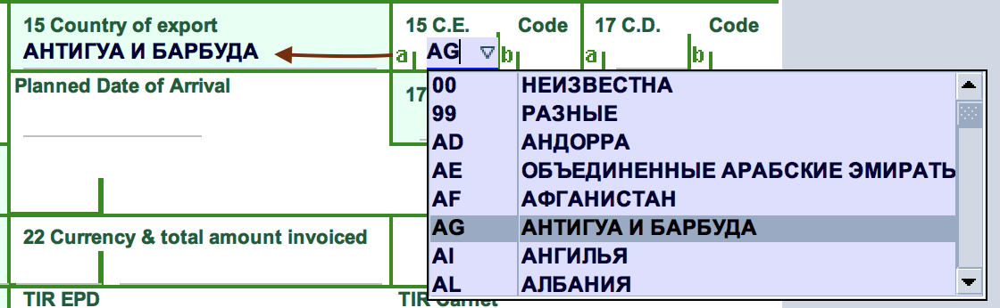 15 Country of export
АНТИГУА И БАРБУДА
15 C.E. Code
a AG b
17 C.D. Code
a b
Planned Date of Arrival
17
00 НЕИЗВЕСТНА
99 РАЗНЫЕ
AD АНДОРРА
AE ОБЪЕДИНЕННЫЕ АРАБСКИЕ ЭМИРАТЬ
AF АФГАНИСТАН
AG АНТИГУА И БАРБУДА
AI АНГИЛЬЯ
AL АЛБАНИЯ
22 Currency & total amount invoiced
TIR EPD
TIR Carnet